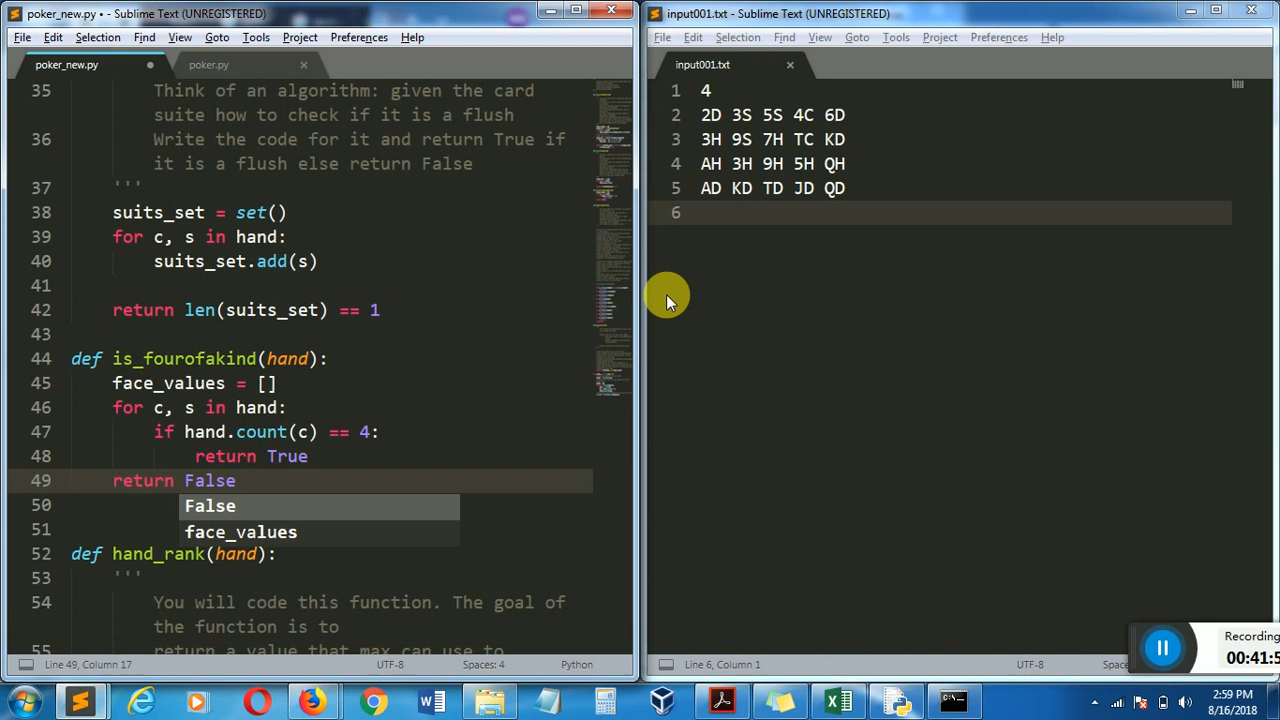 poker_new.py • - Sublime Text (UNREGISTERED)
File Edit Selection Find View Goto Tools Project Preferences Help
poker_new.py poker.py
35 Think of an algorithm: given the card
suite how to check if it is a flush
36 Write the code for it and return True if
it is a flush else return False
37 '''
38 suits_set = set()
39 for c, s in hand:
40 suits_set.add(s)
41
42 return len(suits_set) == 1
43
44 def is_fourofakind(hand):
45 face_values = []
46 for c, s in hand:
47 if hand.count(c) == 4:
48 return True
49 return False
50 False
51 face_values
52 def hand_rank(hand):
53 '''
54 You will code this function. The goal of
the function is to
55 return a value that max can use to
Line 49, Column 17 UTF-8 Spaces: 4 Python
input001.txt - Sublime Text (UNREGISTERED)
File Edit Selection Find View Goto Tools Project Preferences Help
input001.txt
1 4
2 2D 3S 5S 4C 6D
3 3H 9S 7H TC KD
4 AH 3H 9H 5H QH
5 AD KD TD JD QD
6
Line 6, Column 1 UTF-8
Recording
00:41:5
2:59 PM
8/16/2018